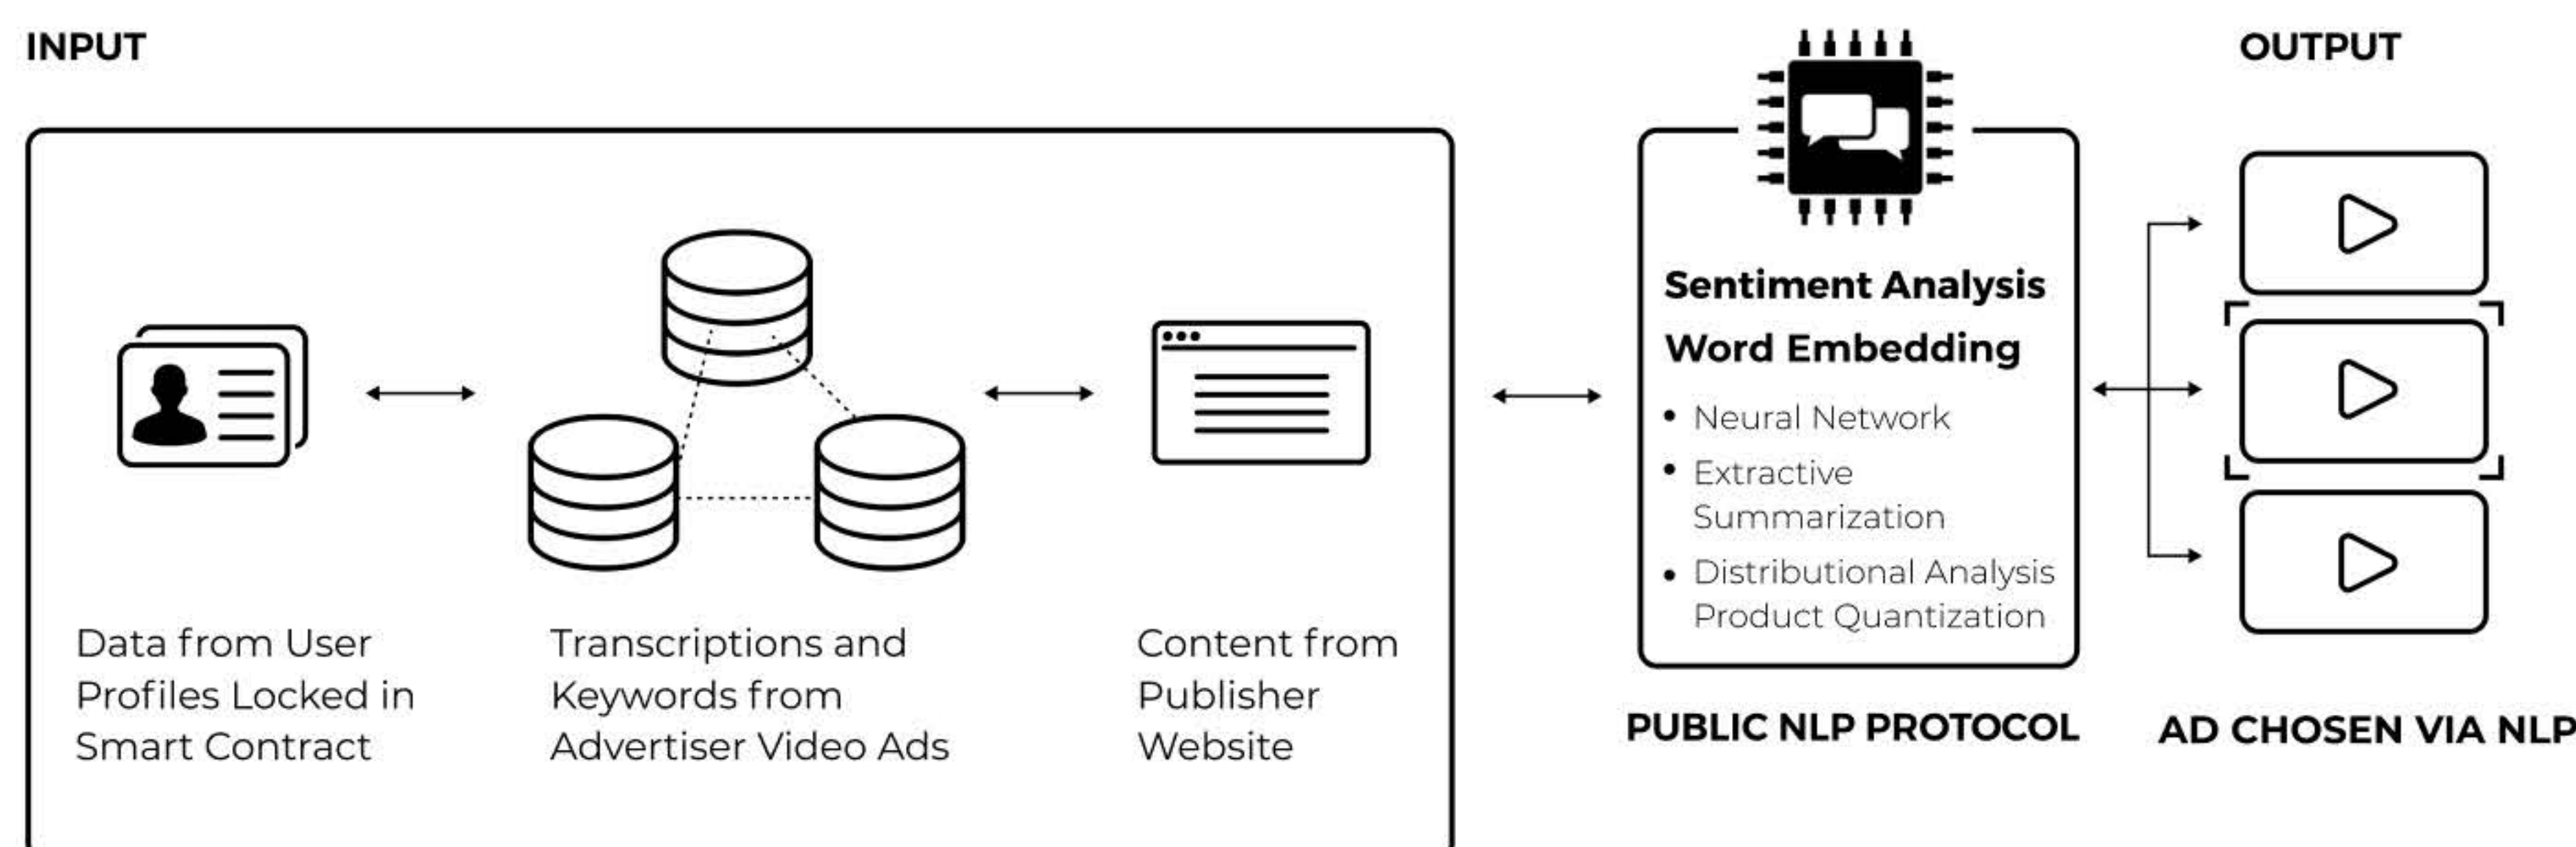 INPUT
Data from User
Profiles Locked in
Smart Contract
Transcriptions and
Keywords from
Advertiser Video Ads
Content from
Publisher
Website
Sentiment Analysis
Word Embedding
• Neural Network
• Extractive
Summarization
• Distributional Analysis
Product Quantization
PUBLIC NLP PROTOCOL
OUTPUT
AD CHOSEN VIA NLP